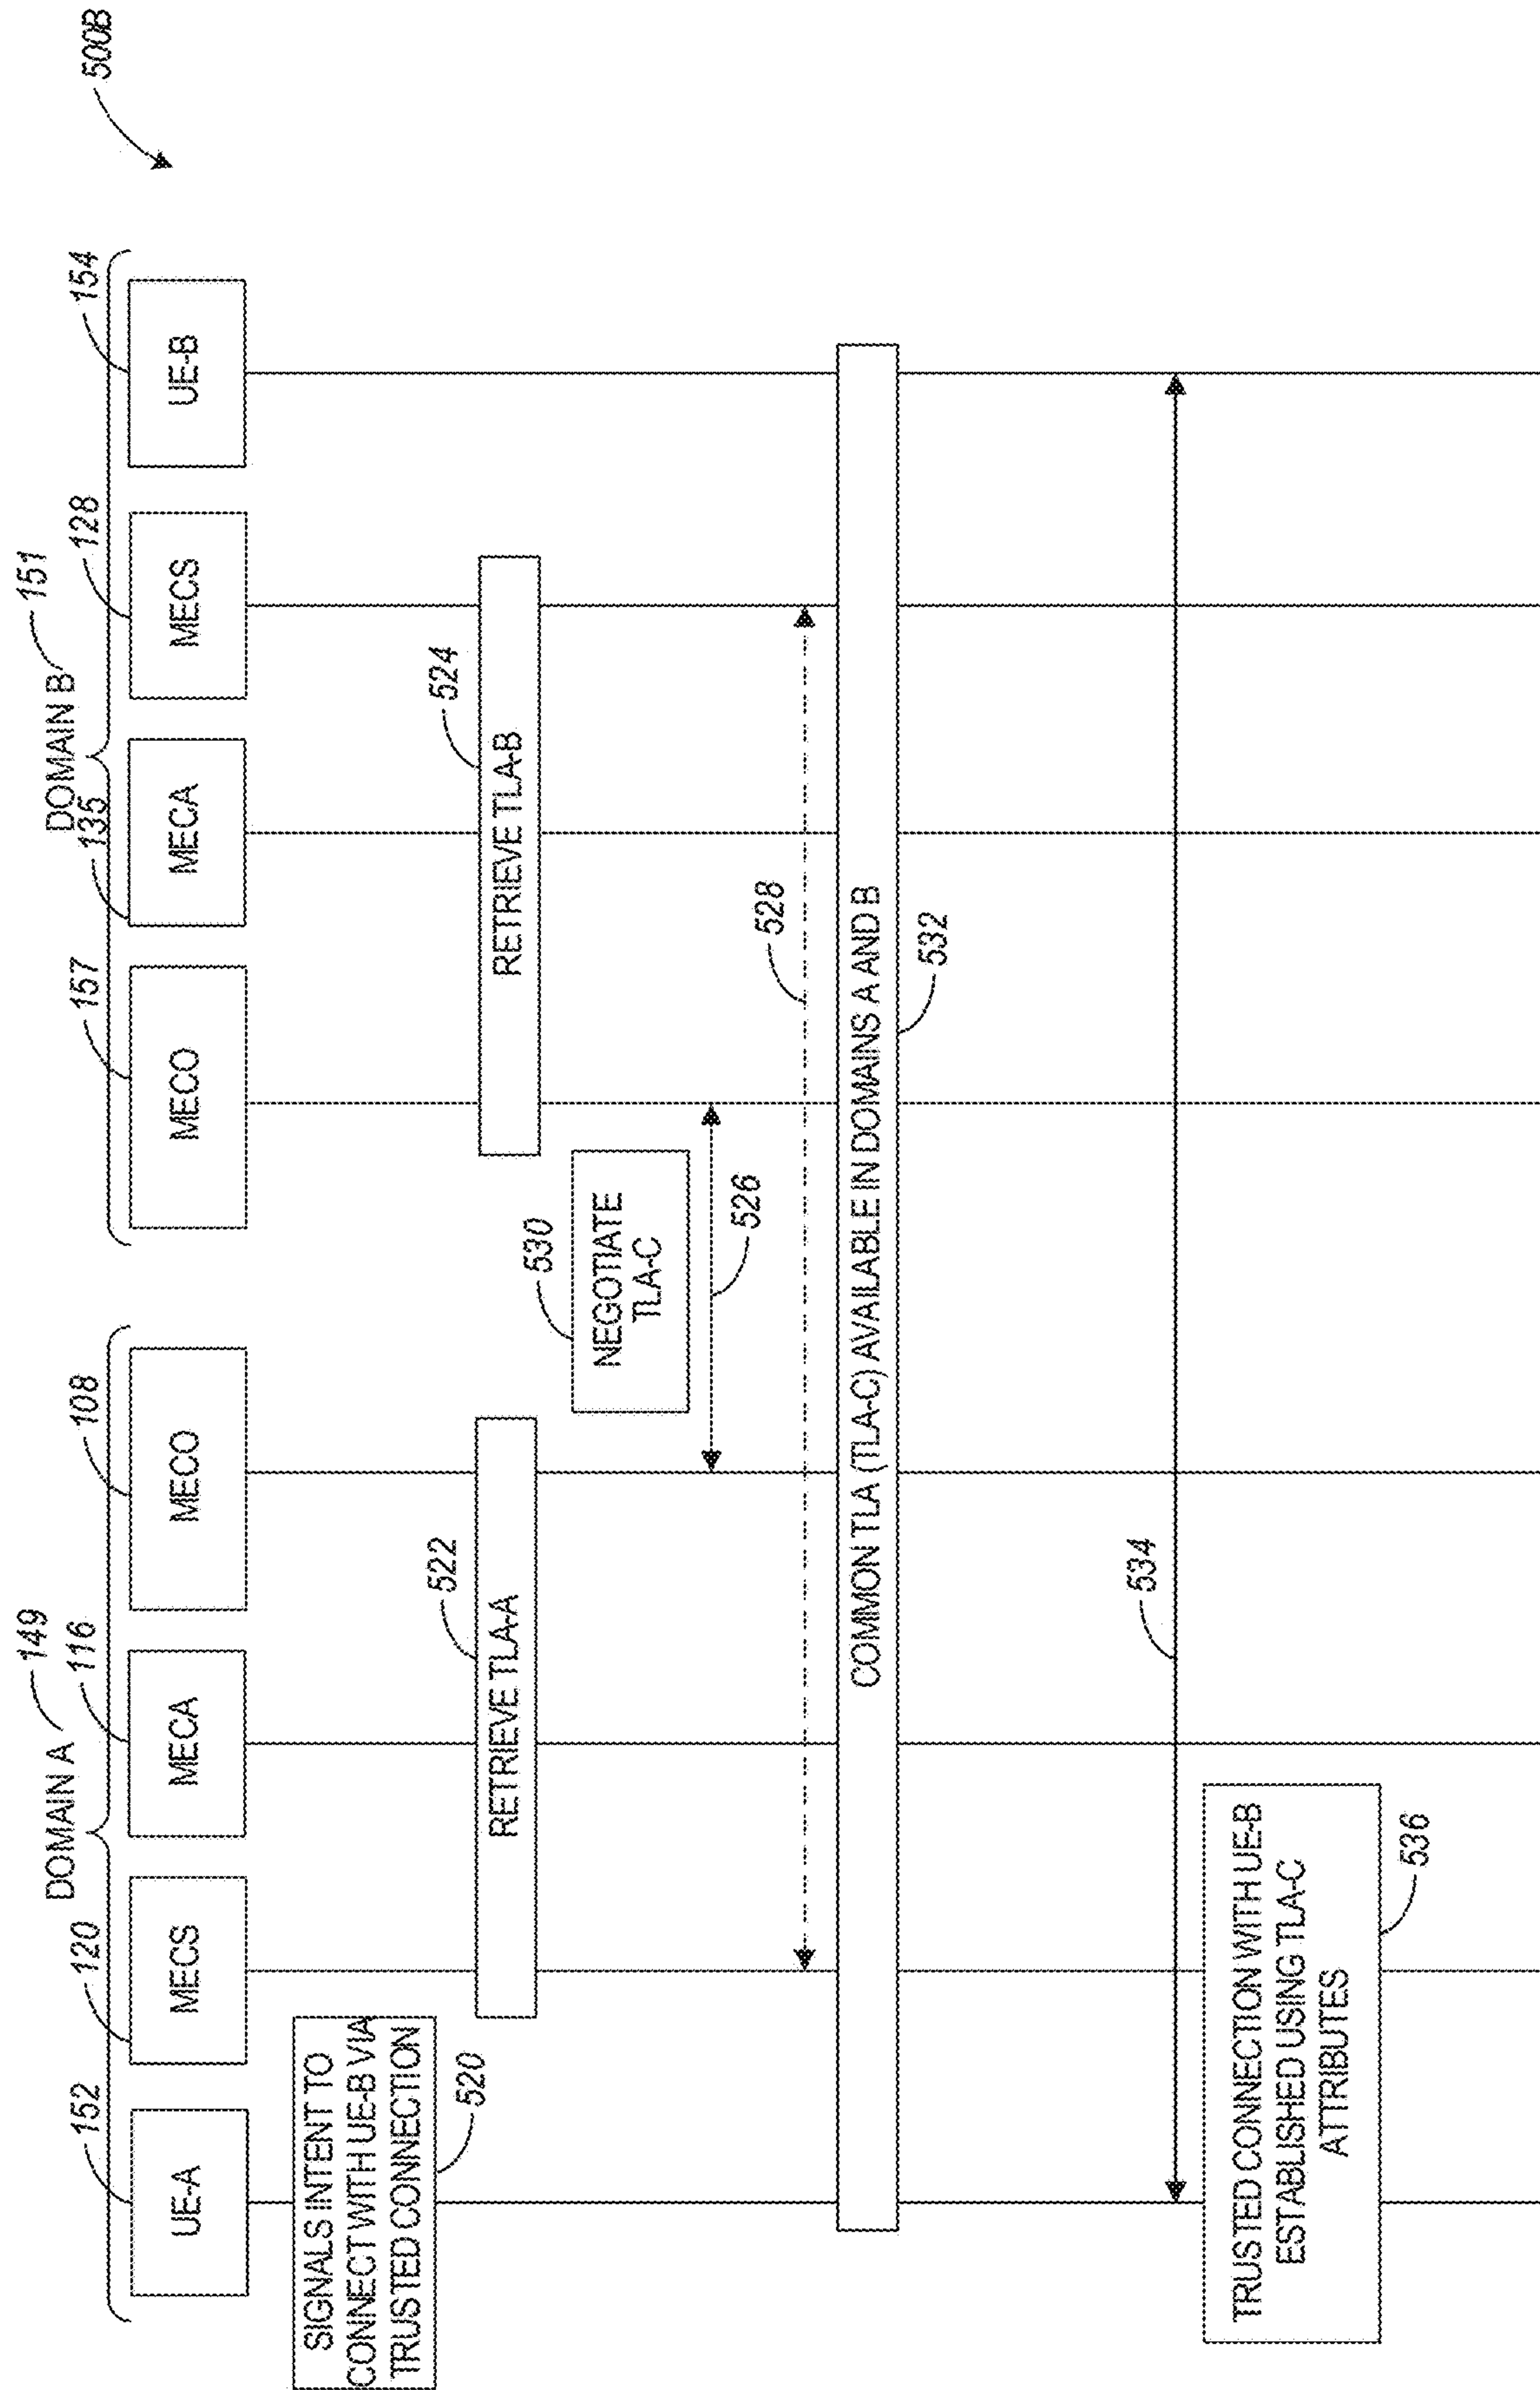 500B
DOMAIN A
149
DOMAIN B
151
152
120
116
108
157
135
128
154
UE-A
MECS
MECA
MECO
MECO
MECA
MECS
UE-B
SIGNALS INTENT TO
CONNECT WITH UE-B VIA
TRUSTED CONNECTION
520
522
RETRIEVE TLA-A
524
RETRIEVE TLA-B
530
NEGOTIATE
TLA-C
526
528
COMMON TLA (TLA-C) AVAILABLE IN DOMAINS A AND B
532
534
TRUSTED CONNECTION WITH UE-B
ESTABLISHED USING TLA-C
ATTRIBUTES
536